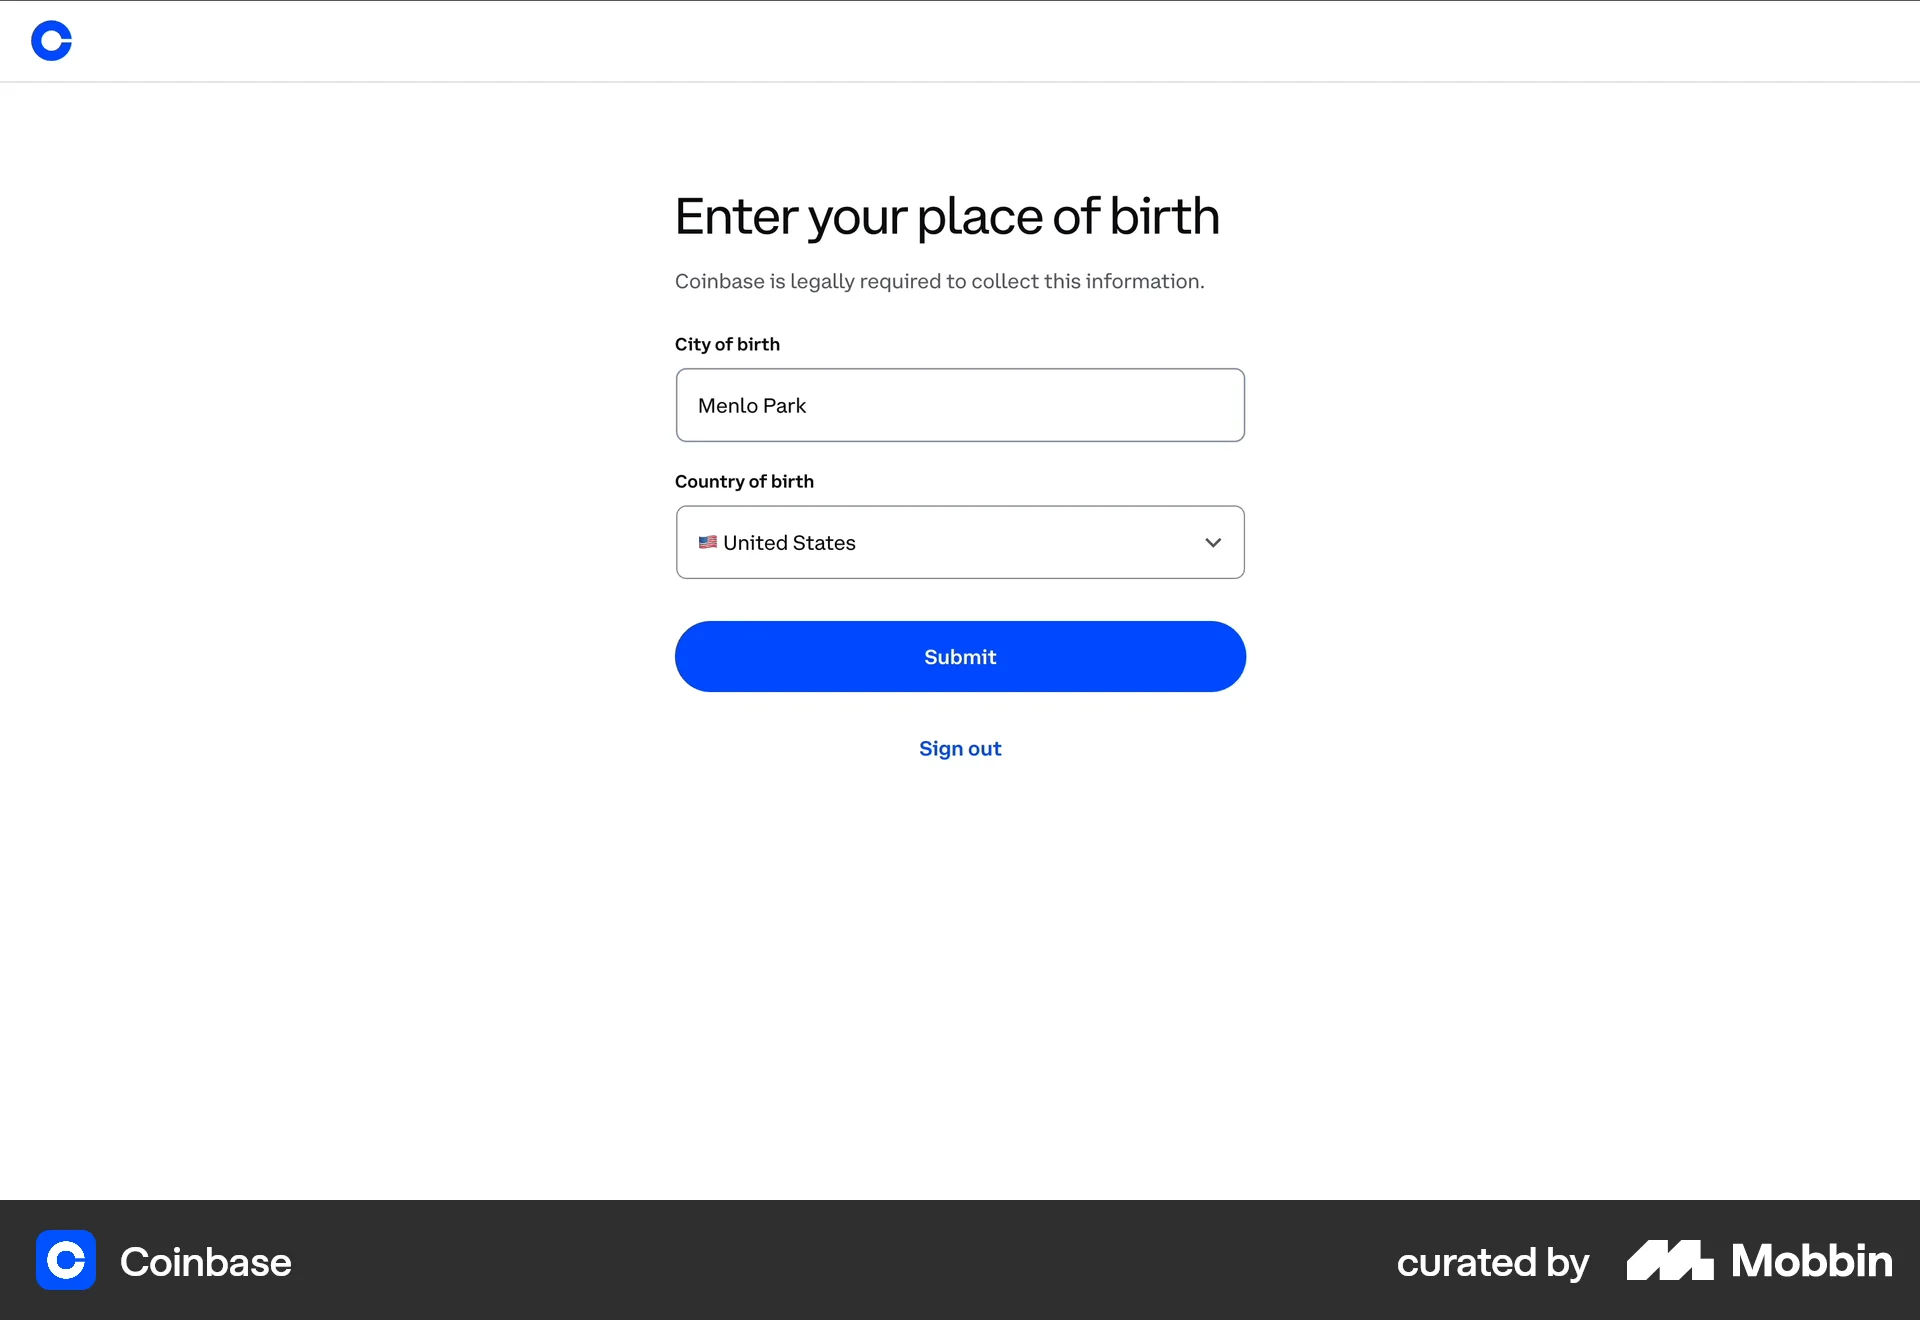 Enter your place of birth
Coinbase is legally required to collect this information.
City of birth
Menlo Park
Country of birth
🇺🇸 United States
Submit
Sign out
Coinbase
curated by Mobbin